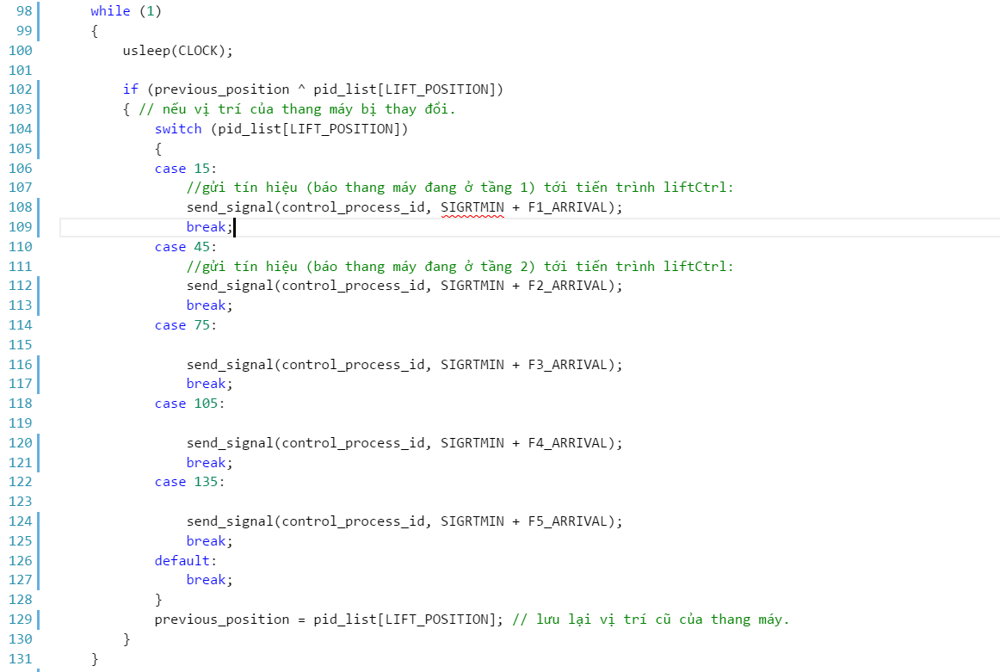 98 while (1)
99 {
100 usleep(CLOCK);
101
102 if (previous_position ^ pid_list[LIFT_POSITION])
103 { // nếu vị trí của thang máy bị thay đổi.
104 switch (pid_list[LIFT_POSITION])
105 {
106 case 15:
107 //gửi tín hiệu (báo thang máy đang ở tầng 1) tới tiến trình liftCtrl:
108 send_signal(control_process_id, SIGRTMIN + F1_ARRIVAL);
109 break;
110 case 45:
111 //gửi tín hiệu (báo thang máy đang ở tầng 2) tới tiến trình liftCtrl:
112 send_signal(control_process_id, SIGRTMIN + F2_ARRIVAL);
113 break;
114 case 75:
115
116 send_signal(control_process_id, SIGRTMIN + F3_ARRIVAL);
117 break;
118 case 105:
119
120 send_signal(control_process_id, SIGRTMIN + F4_ARRIVAL);
121 break;
122 case 135:
123
124 send_signal(control_process_id, SIGRTMIN + F5_ARRIVAL);
125 break;
126 default:
127 break;
128 }
129 previous_position = pid_list[LIFT_POSITION]; // lưu lại vị trí cũ của thang máy.
130 }
131 }